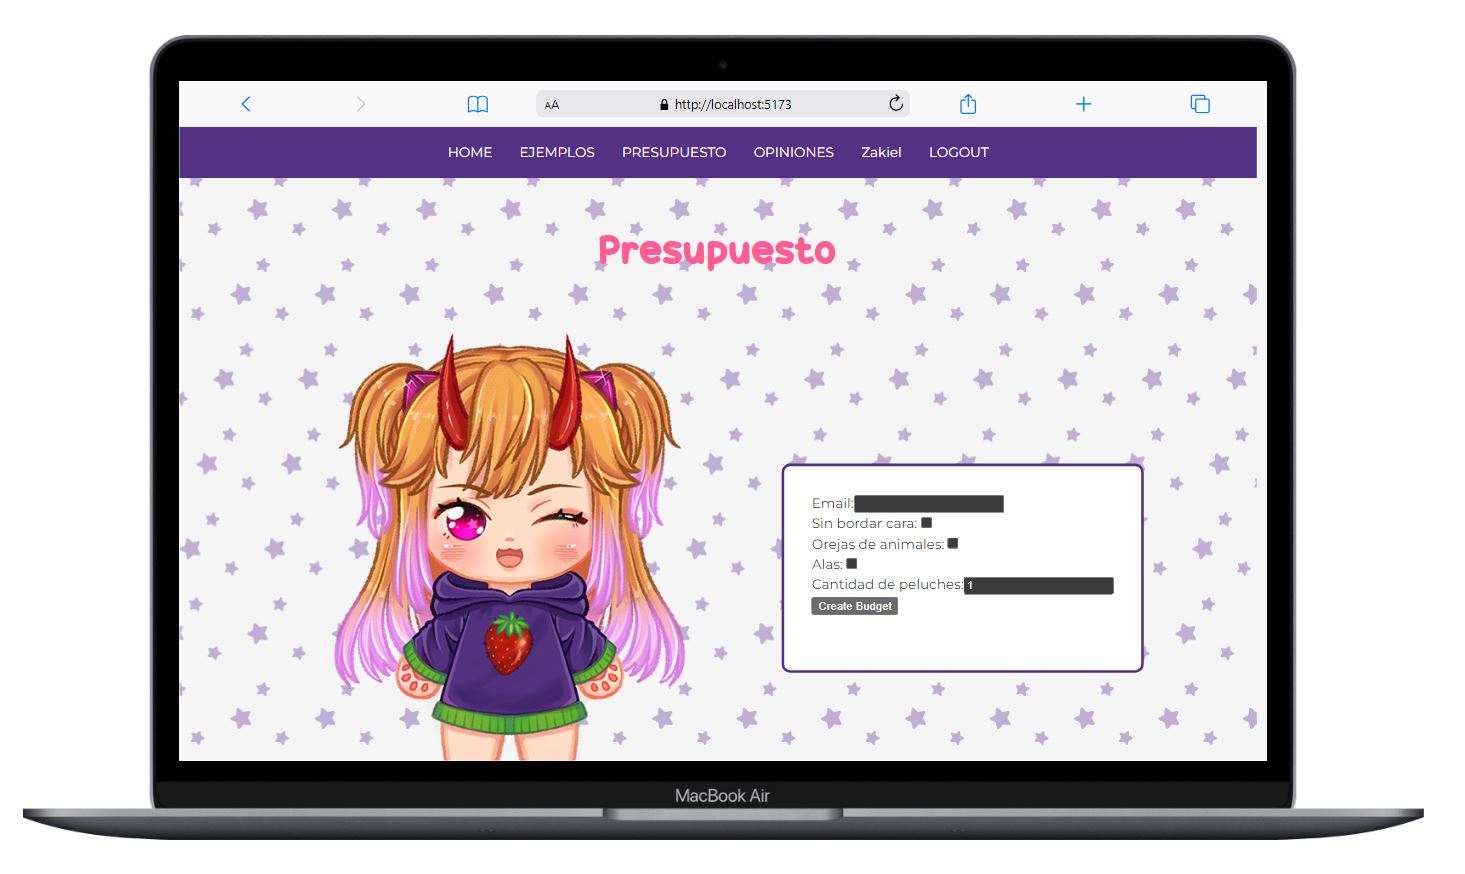 AA http://localhost:5173
HOME EJEMPLOS PRESUPUESTO OPINIONES Zakiel LOGOUT
Presupuesto
Email:
Sin bordar cara:
Orejas de animales:
Alas:
Cantidad de peluches: 1
Create Budget
MacBook Air